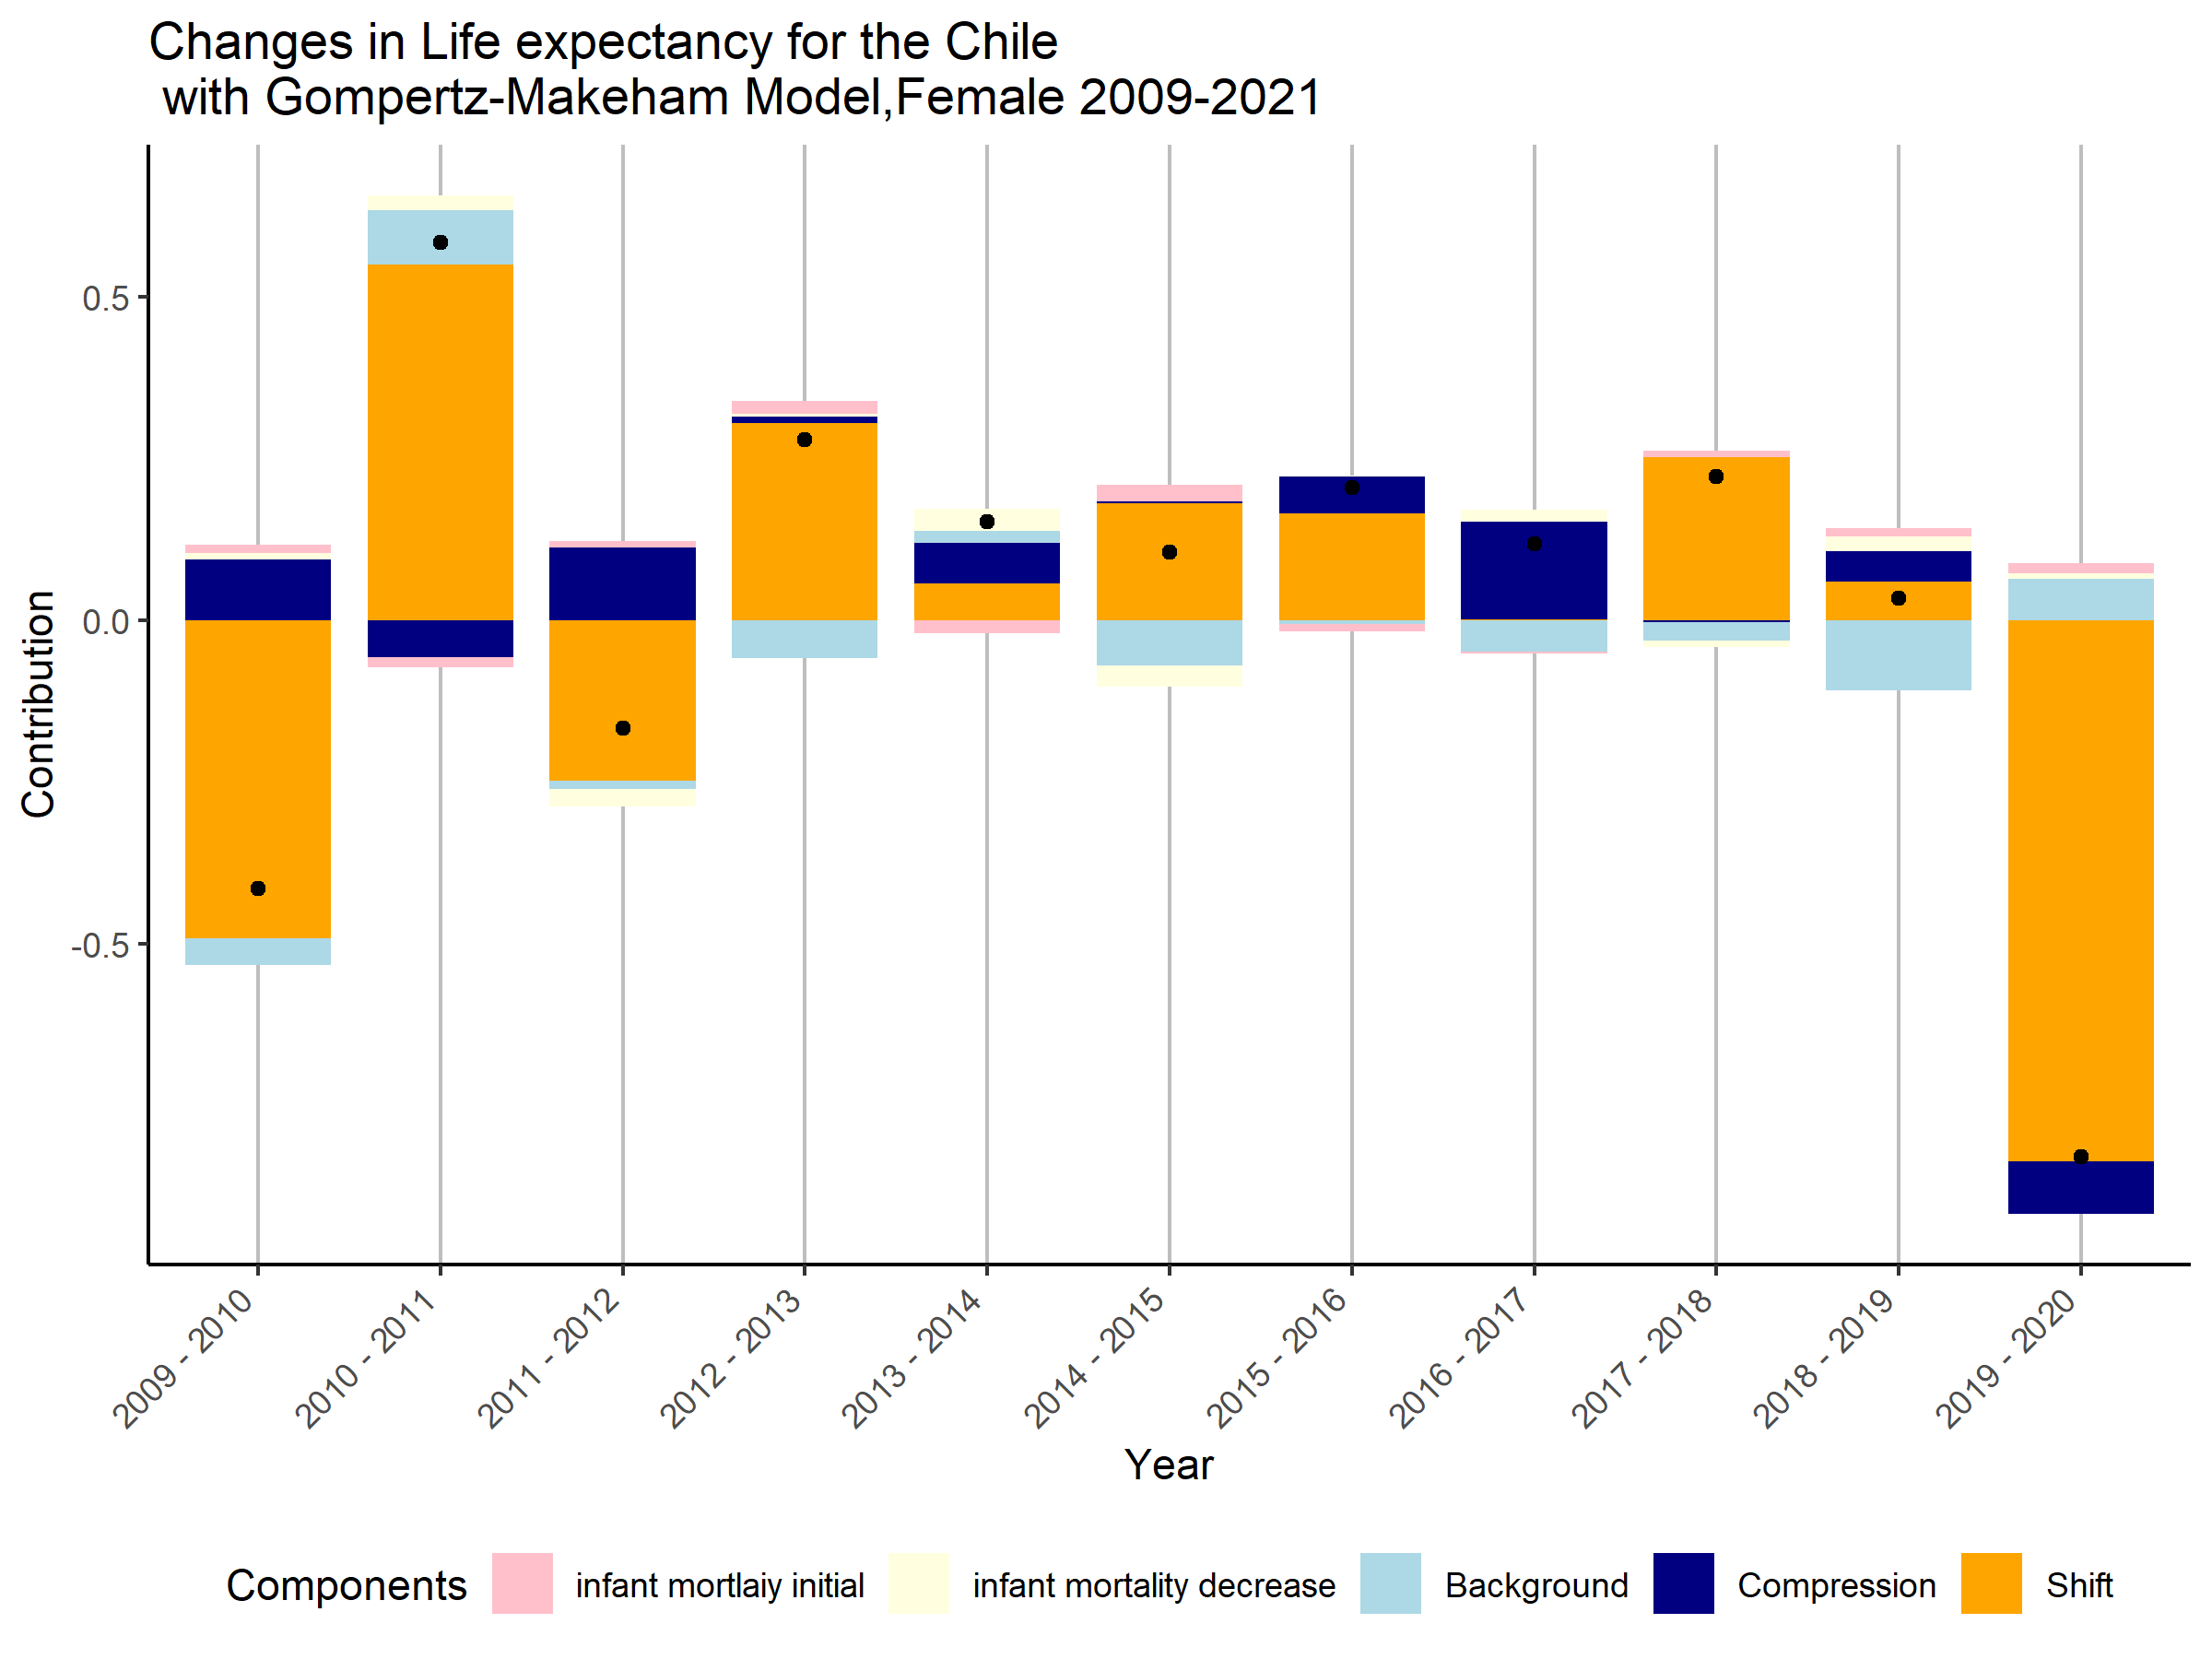 Changes in Life expectancy for the Chile
with Gompertz-Makeham Model,Female 2009-2021
Contribution
0.5
0.0
-0.5
2009 - 2010
2010 - 2011
2011 - 2012
2012 - 2013
2013 - 2014
2014 - 2015
2015 - 2016
2016 - 2017
2017 - 2018
2018 - 2019
2019 - 2020
Year
Components infant mortlaiy initial infant mortality decrease Background Compression Shift